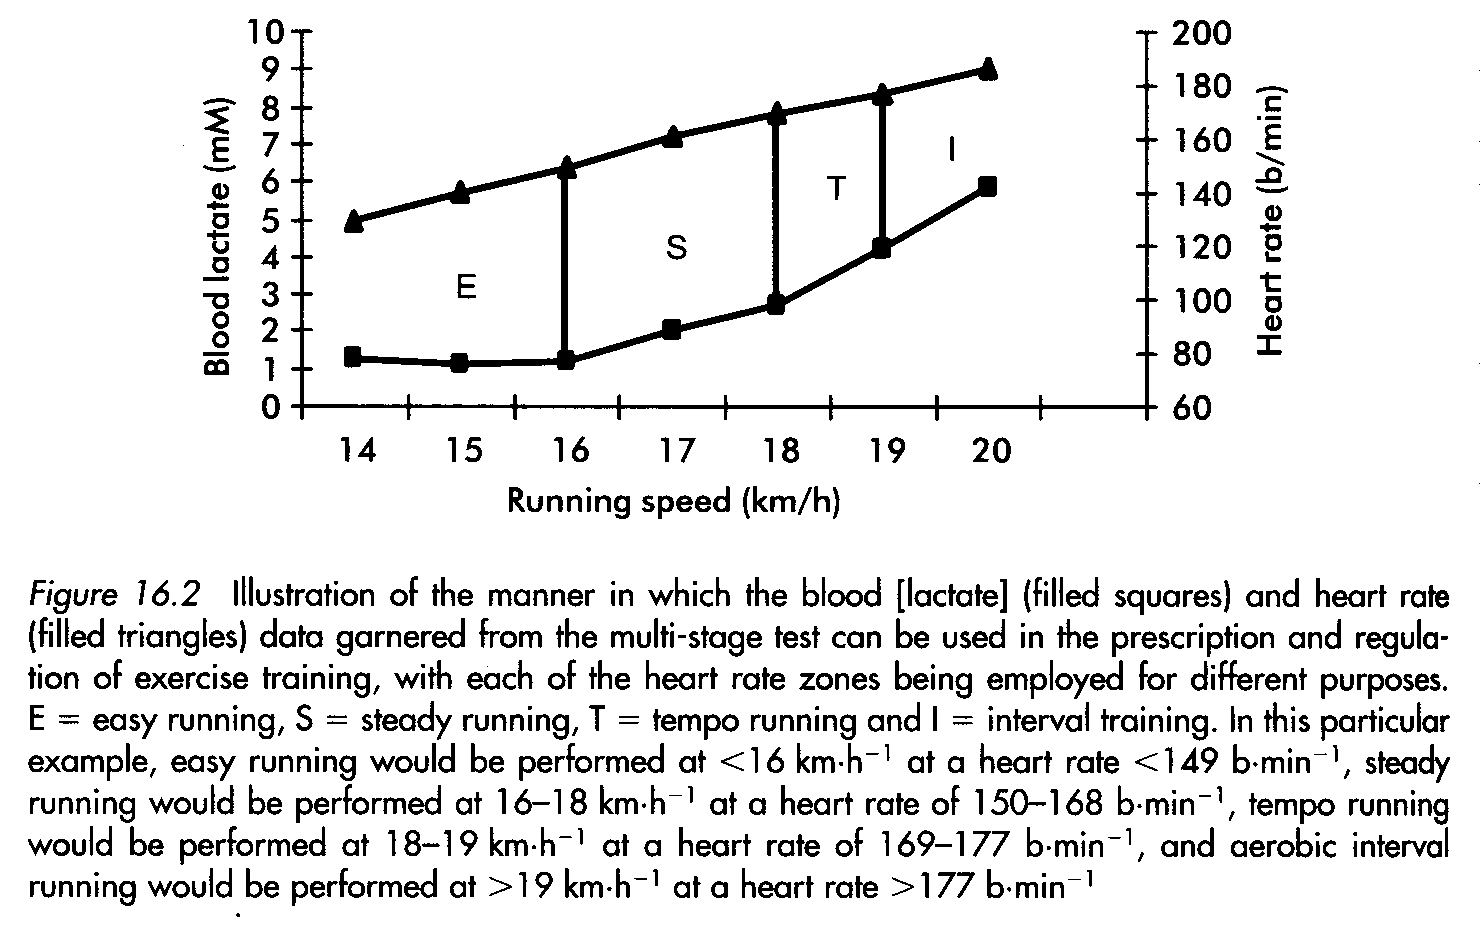 10
9
8
7
6
5
4
3
2
1
0
Blood lactate (mM)
200
180
160
140
120
100
80
60
Heart rate (b/min)
E
S
T
I
14 15 16 17 18 19 20
Running speed (km/h)
Figure 16.2 Illustration of the manner in which the blood [lactate] (filled squares) and heart rate
(filled triangles) data garnered from the multi-stage test can be used in the prescription and regula-
tion of exercise training, with each of the heart rate zones being employed for different purposes.
E = easy running, S = steady running, T = tempo running and I = interval training. In this particular
example, easy running would be performed at <16 km·h⁻¹ at a heart rate <149 b·min⁻¹, steady
running would be performed at 16–18 km·h⁻¹ at a heart rate of 150–168 b·min⁻¹, tempo running
would be performed at 18–19 km·h⁻¹ at a heart rate of 169–177 b·min⁻¹, and aerobic interval
running would be performed at >19 km·h⁻¹ at a heart rate >177 b·min⁻¹